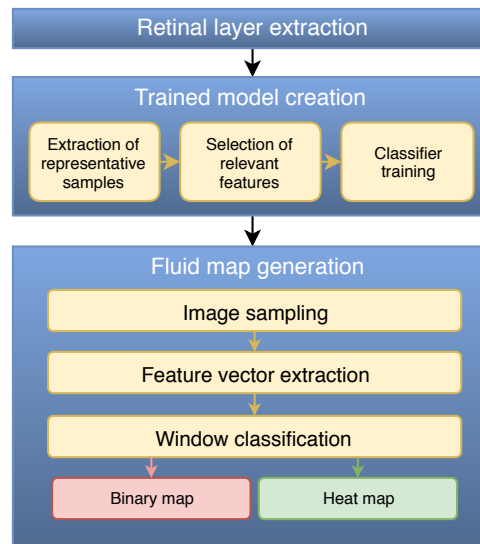 Retinal layer extraction
Trained model creation
Extraction of
representative
samples
Selection of
relevant
features
Classifier
training
Fluid map generation
Image sampling
Feature vector extraction
Window classification
Binary map
Heat map